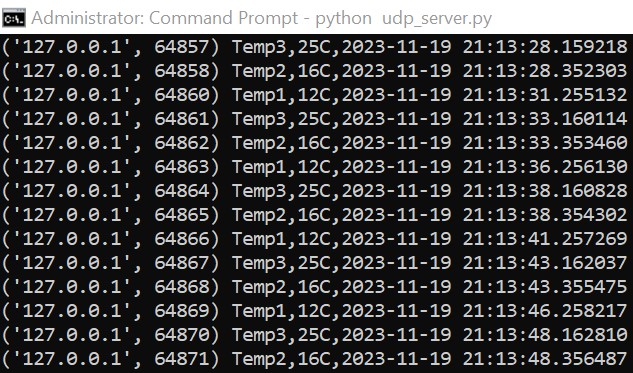 Administrator: Command Prompt - python  udp_server.py
('127.0.0.1', 64857) Temp3,25C,2023-11-19 21:13:28.159218
('127.0.0.1', 64858) Temp2,16C,2023-11-19 21:13:28.352303
('127.0.0.1', 64860) Temp1,12C,2023-11-19 21:13:31.255132
('127.0.0.1', 64861) Temp3,25C,2023-11-19 21:13:33.160114
('127.0.0.1', 64862) Temp2,16C,2023-11-19 21:13:33.353460
('127.0.0.1', 64863) Temp1,12C,2023-11-19 21:13:36.256130
('127.0.0.1', 64864) Temp3,25C,2023-11-19 21:13:38.160828
('127.0.0.1', 64865) Temp2,16C,2023-11-19 21:13:38.354302
('127.0.0.1', 64866) Temp1,12C,2023-11-19 21:13:41.257269
('127.0.0.1', 64867) Temp3,25C,2023-11-19 21:13:43.162037
('127.0.0.1', 64868) Temp2,16C,2023-11-19 21:13:43.355475
('127.0.0.1', 64869) Temp1,12C,2023-11-19 21:13:46.258217
('127.0.0.1', 64870) Temp3,25C,2023-11-19 21:13:48.162810
('127.0.0.1', 64871) Temp2,16C,2023-11-19 21:13:48.356487